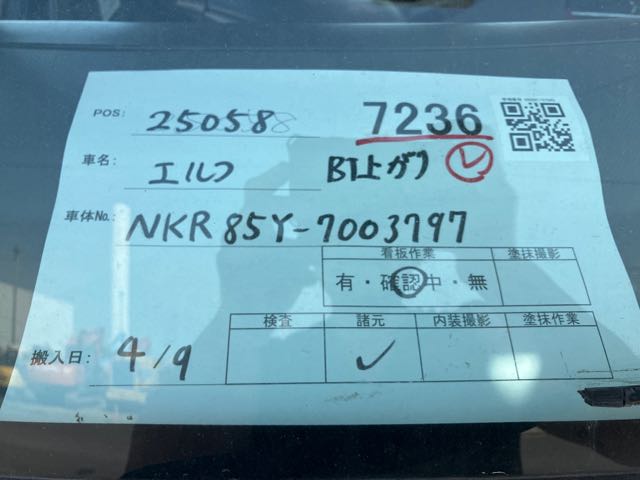 POS: 25058 7236
車名: エルフ BT上がり レ
車体No.: NKR85Y-7003797
看板作業 塗抹撮影
有・確認中・無
検査 諸元 内装撮影 塗抹作業
搬入日: 4/9 ✓